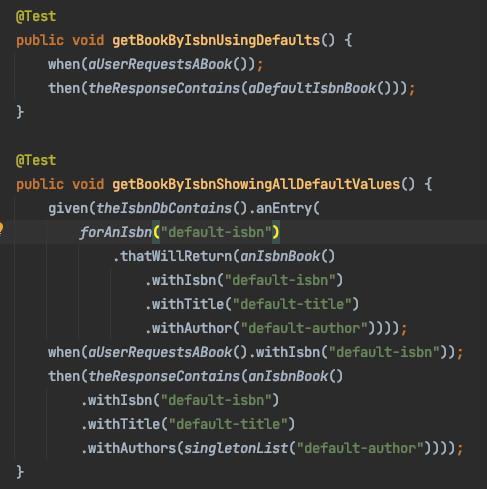 @Test
public void getBookByIsbnUsingDefaults() {
    when(aUserRequestsABook());
    then(theResponseContains(aDefaultIsbnBook()));
}

@Test
public void getBookByIsbnShowingAllDefaultValues() {
    given(theIsbnDbContains().anEntry(
        forAnIsbn("default-isbn")
            .thatWillReturn(anIsbnBook()
                .withIsbn("default-isbn")
                .withTitle("default-title")
                .withAuthor("default-author"))));
    when(aUserRequestsABook().withIsbn("default-isbn"));
    then(theResponseContains(anIsbnBook()
        .withIsbn("default-isbn")
        .withTitle("default-title")
        .withAuthors(singletonList("default-author"))));
}